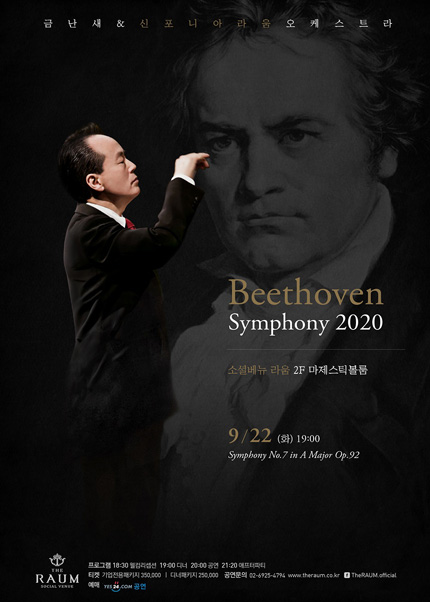 금난새 & 신포니아라움 오케스트라
Beethoven
Symphony 2020
소셜베뉴 라움 2F 마제스틱볼룸
9/22 (화) 19:00
Symphony No.7 in A Major Op.92
THE
RAUM
SOCIAL VENUE
프로그램 18:30 웰컴리셉션 19:00 디너 20:00 공연 21:20 애프터파티
티켓 기업전용패키지 350,000 | 디너패키지 250,000 공연문의 02-6925-4794 www.theraum.co.kr f TheRAUM.official
예매 YES24.COM 공연